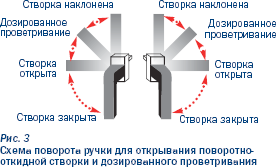 Створка наклонена
Дозированное
проветривание
Створка
открыта
Створка закрыта
Створка наклонена
Дозированное
проветривание
Створка
открыта
Створка закрыта
Рис. 3
Схема поворота ручки для открывания поворотно-
откидной створки и дозированного проветривания